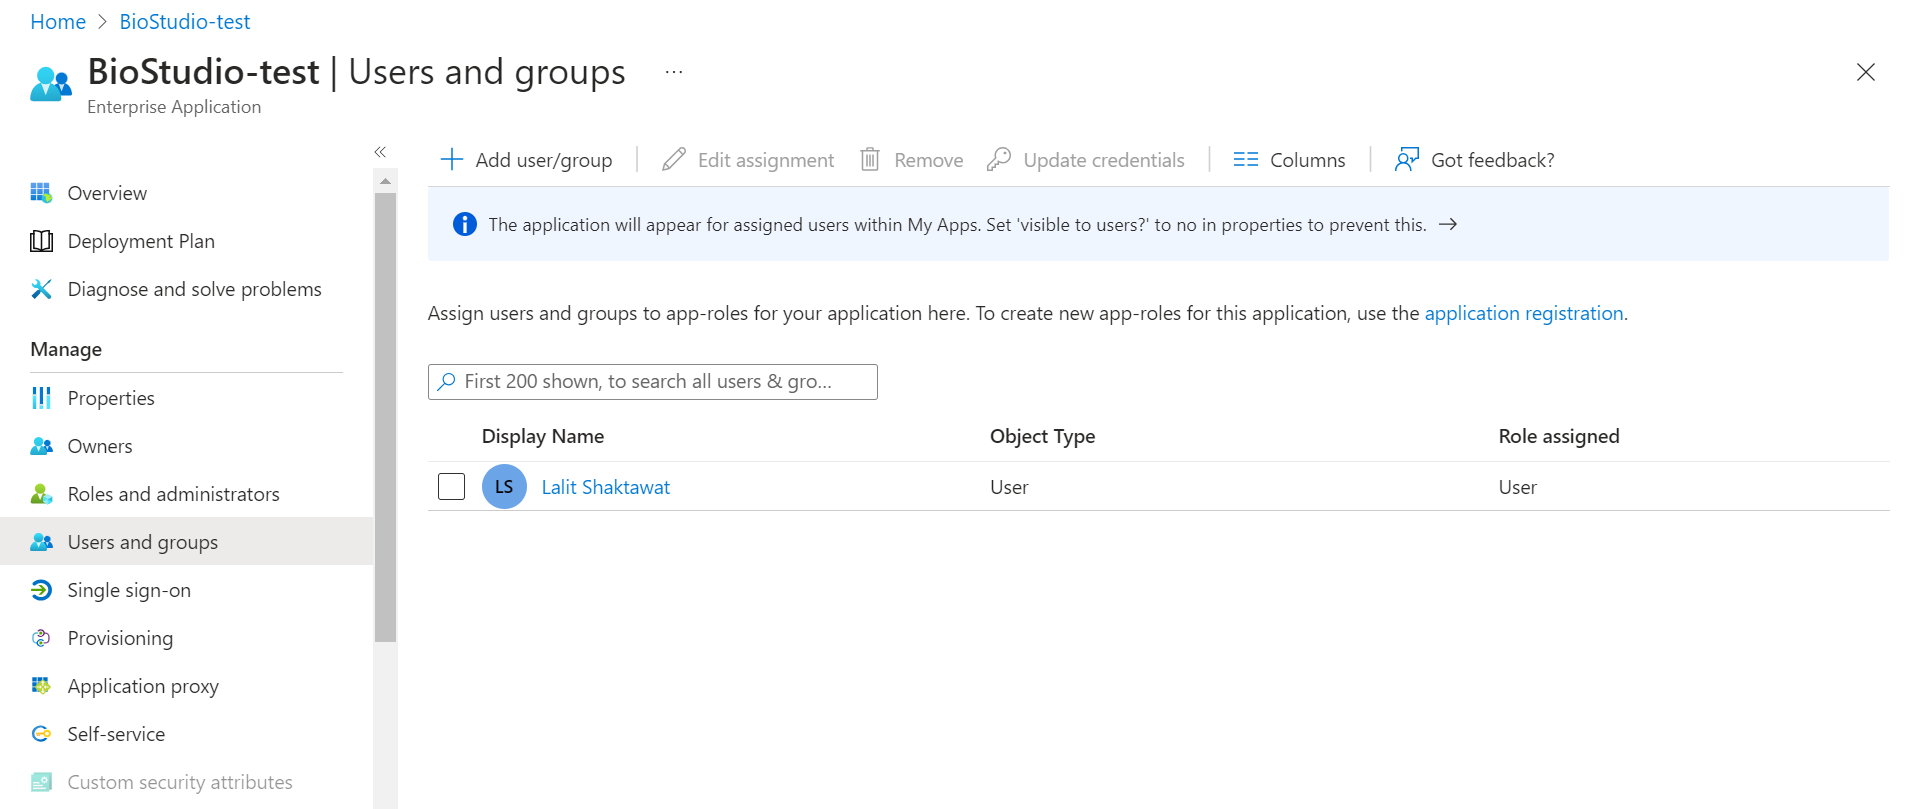 Home > BioStudio-test
BioStudio-test | Users and groups ...
Enterprise Application
«
Overview
Deployment Plan
Diagnose and solve problems
Manage
Properties
Owners
Roles and administrators
Users and groups
Single sign-on
Provisioning
Application proxy
Self-service
Custom security attributes
Add user/group | Edit assignment Remove Update credentials | Columns | Got feedback?
The application will appear for assigned users within My Apps. Set 'visible to users?' to no in properties to prevent this. →
Assign users and groups to app-roles for your application here. To create new app-roles for this application, use the application registration.
First 200 shown, to search all users & gro...
Display Name Object Type Role assigned
LS Lalit Shaktawat User User